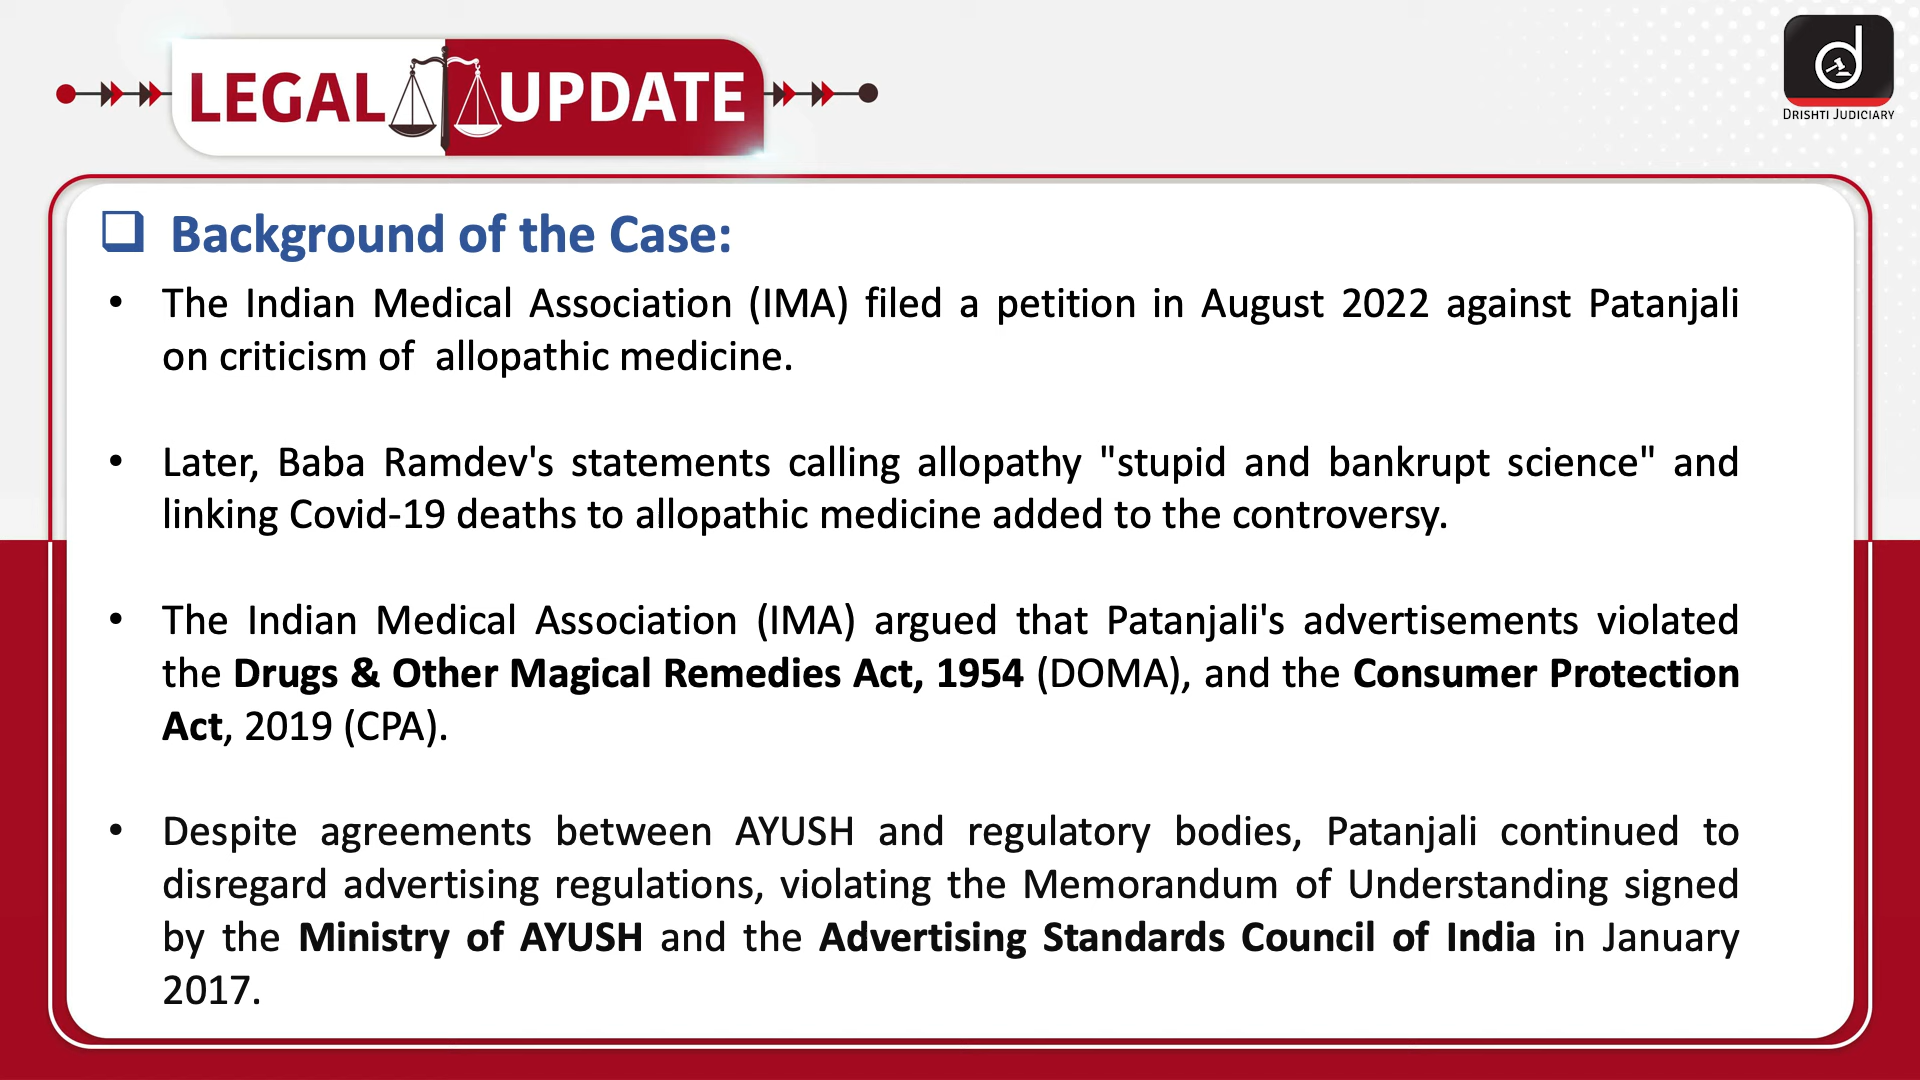 LEGAL UPDATE
DRISHTI JUDICIARY
Background of the Case:
• The Indian Medical Association (IMA) filed a petition in August 2022 against Patanjali
on criticism of allopathic medicine.
• Later, Baba Ramdev's statements calling allopathy "stupid and bankrupt science" and
linking Covid-19 deaths to allopathic medicine added to the controversy.
• The Indian Medical Association (IMA) argued that Patanjali's advertisements violated
the Drugs & Other Magical Remedies Act, 1954 (DOMA), and the Consumer Protection
Act, 2019 (CPA).
• Despite agreements between AYUSH and regulatory bodies, Patanjali continued to
disregard advertising regulations, violating the Memorandum of Understanding signed
by the Ministry of AYUSH and the Advertising Standards Council of India in January
2017.